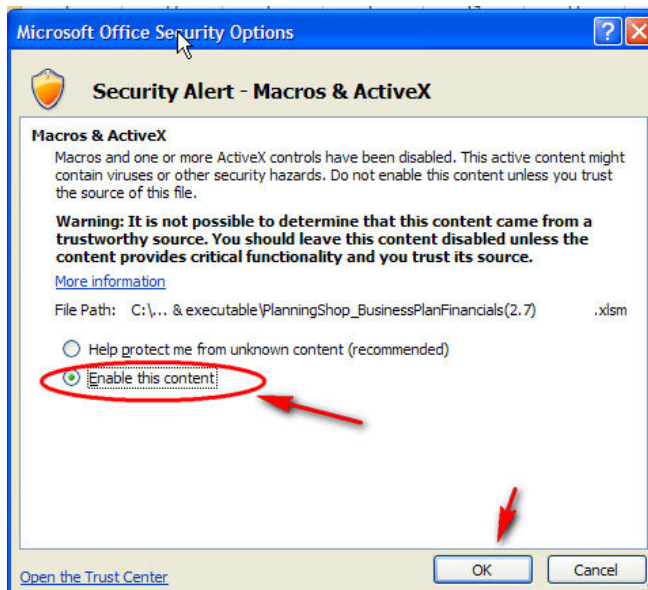 Microsoft Office Security Options
Security Alert - Macros & ActiveX
Macros & ActiveX
Macros and one or more ActiveX controls have been disabled. This active content might
contain viruses or other security hazards. Do not enable this content unless you trust
the source of this file.
Warning: It is not possible to determine that this content came from a
trustworthy source. You should leave this content disabled unless the
content provides critical functionality and you trust its source.
More information
File Path: C:\... & executable\PlanningShop_BusinessPlanFinancials(2.7) .xlsm
Help protect me from unknown content (recommended)
Enable this content
Open the Trust Center OK Cancel